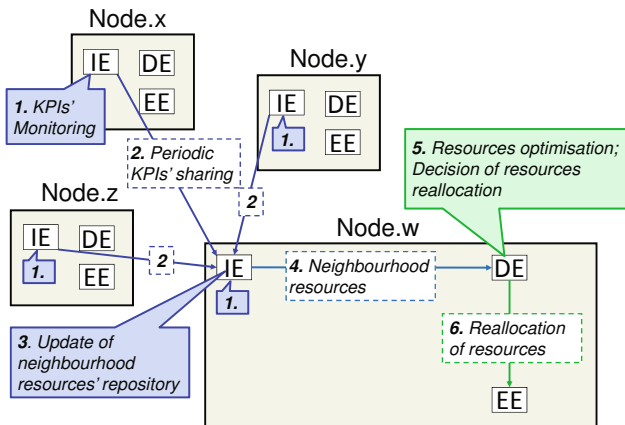 Node.x
IE DE
EE
1. KPIs'
Monitoring
Node.y
IE DE
EE
1.
2. Periodic
KPIs' sharing
2
5. Resources optimisation;
Decision of resources
reallocation
Node.z
IE DE
EE
1.
2
Node.w
IE
1.
4. Neighbourhood
resources
DE
3. Update of
neighbourhood
resources' repository
6. Reallocation
of resources
EE